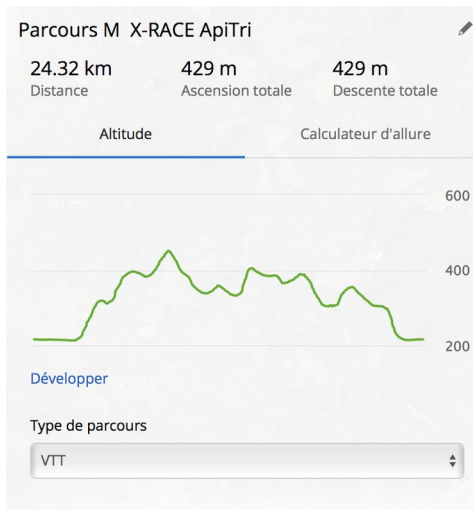 Parcours M X-RACE ApiTri
24.32 km 429 m 429 m
Distance Ascension totale Descente totale
Altitude Calculateur d'allure
600
400
200
Développer
Type de parcours
VTT